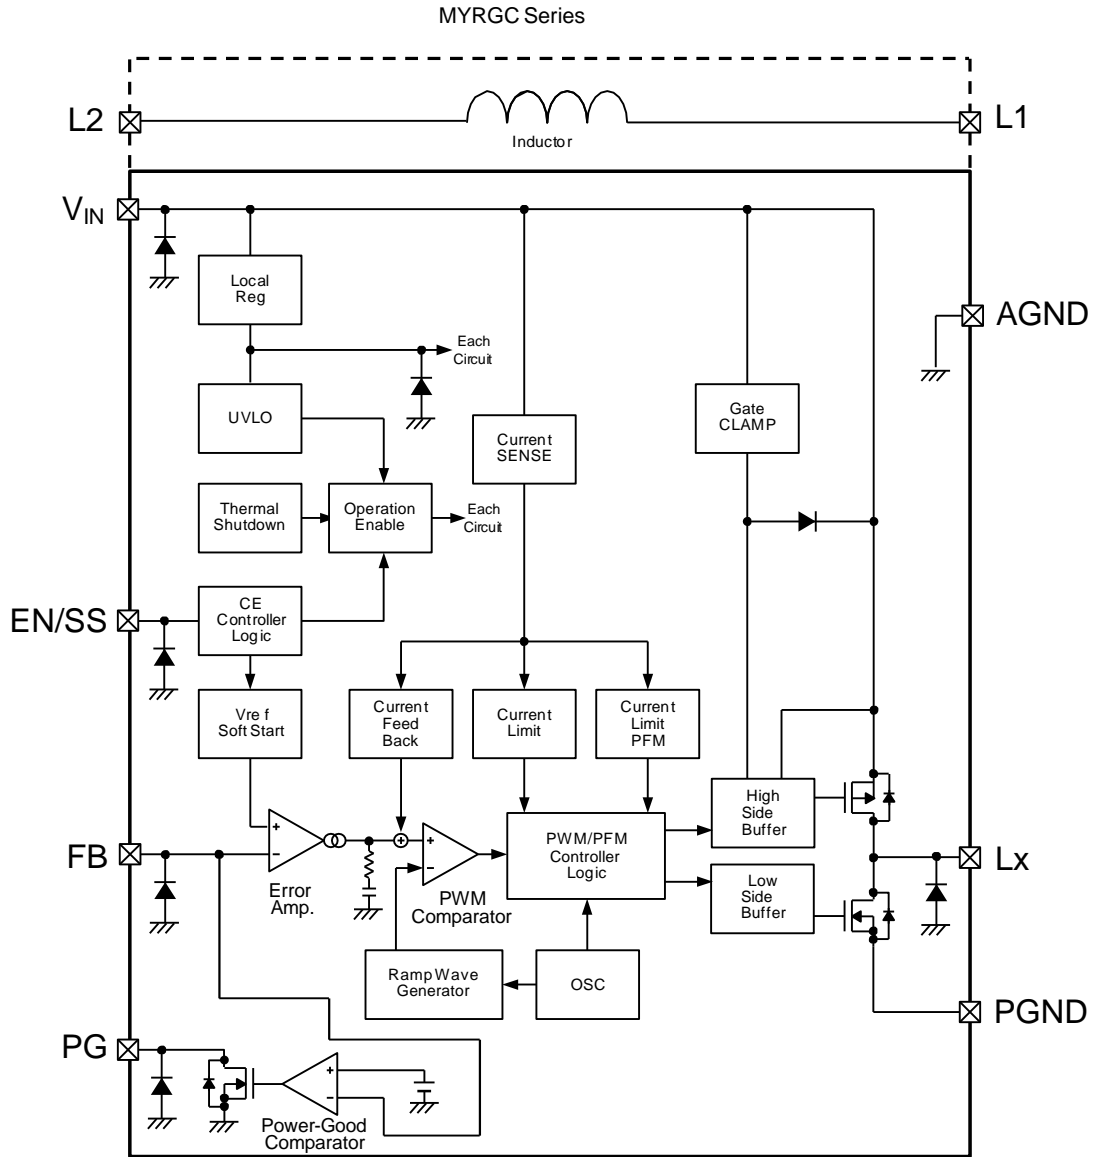 MYRGC Series
L2
L1
Inductor
VIN
Local
Reg
AGND
Each
Circuit
UVLO
Gate
CLAMP
Current
SENSE
Thermal
Shutdown
Operation
Enable
Each
Circuit
EN/SS
CE
Controller
Logic
Vref
Soft Start
Current
Feed
Back
Current
Limit
Current
Limit
PFM
High
Side
Buffer
+
−
+
+
−
PWM/PFM
Controller
Logic
FB
Lx
Error
Amp.
PWM
Comparator
Low
Side
Buffer
Ramp Wave
Generator
OSC
PGND
PG
+
−
Power-Good
Comparator